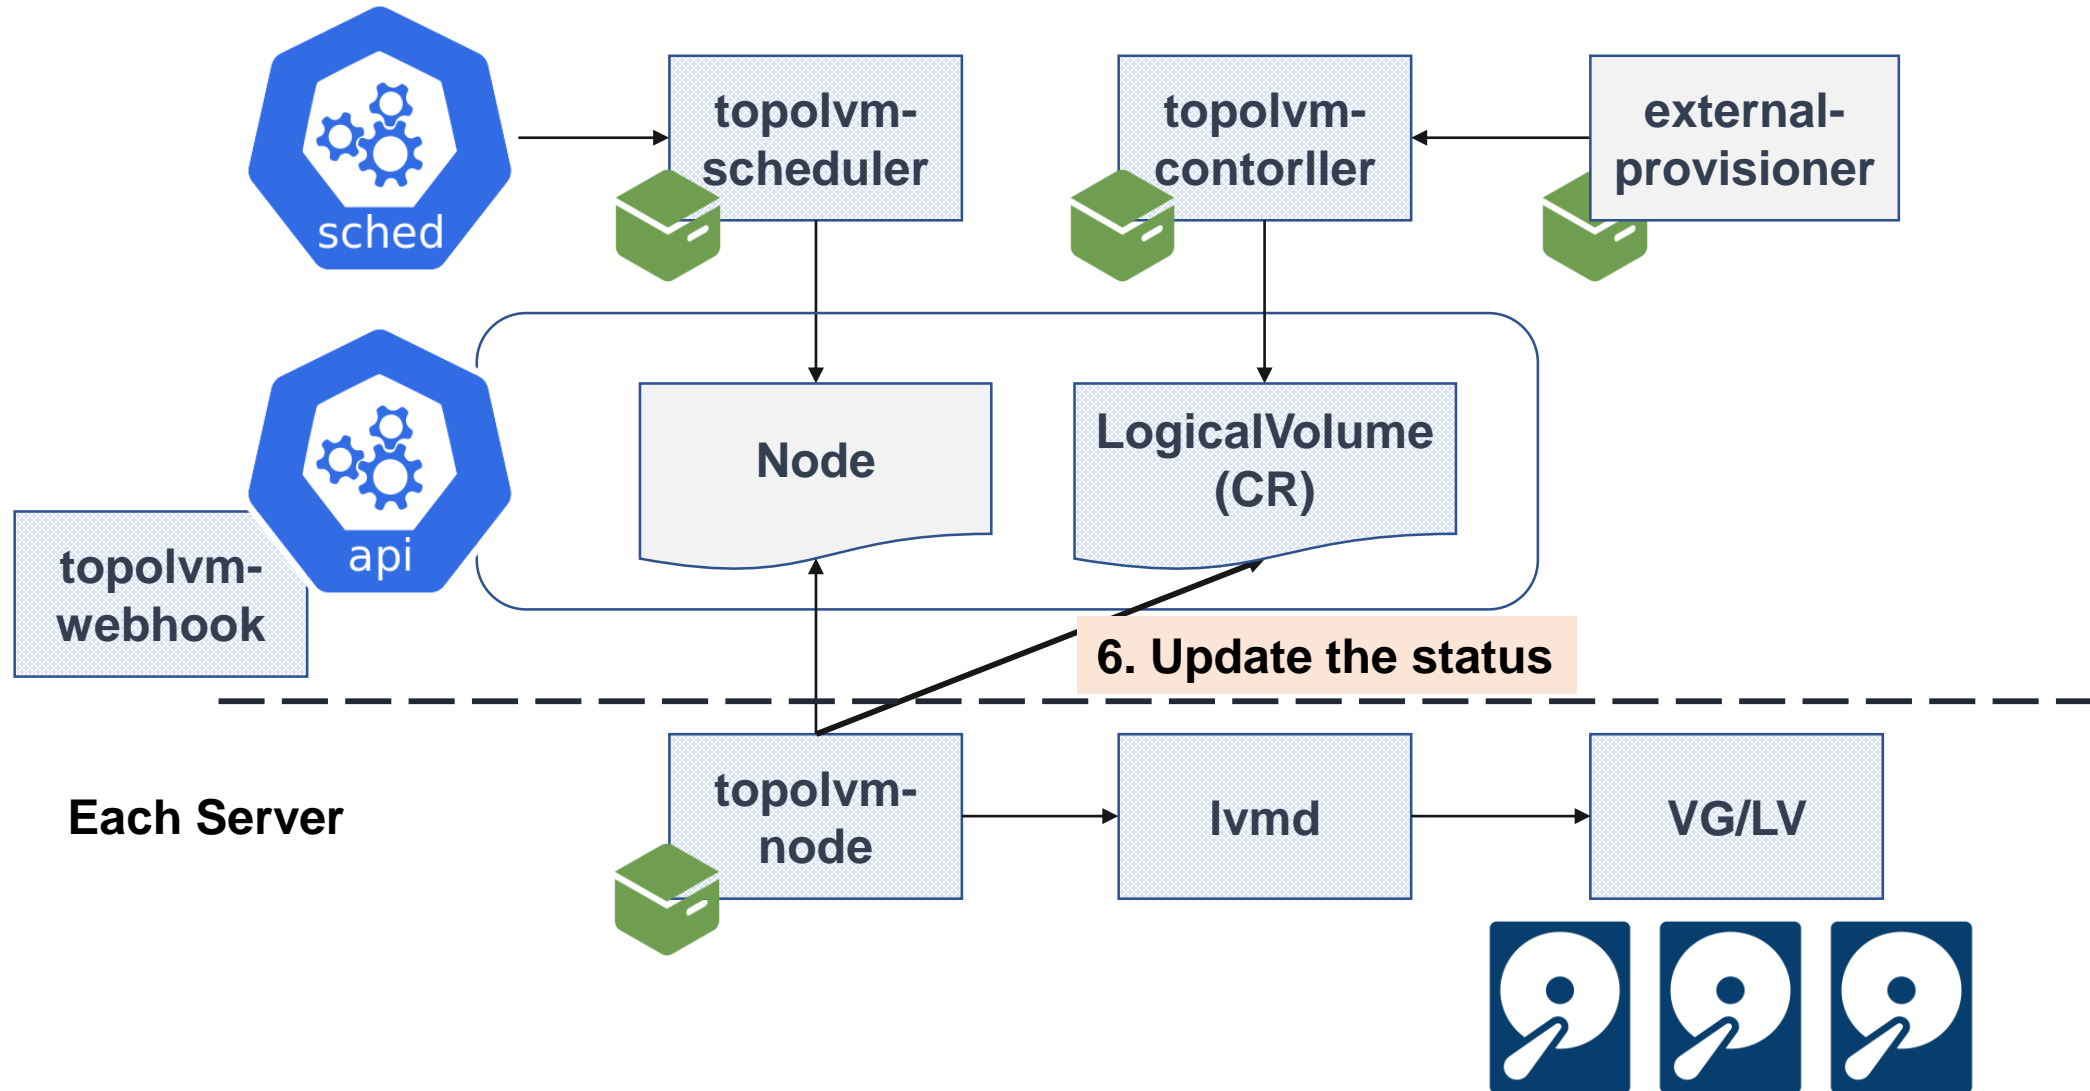 topolvm-
scheduler
topolvm-
contorller
external-
provisioner
sched
Node
LogicalVolume
(CR)
api
topolvm-
webhook
6. Update the status
Each Server
topolvm-
node
lvmd
VG/LV